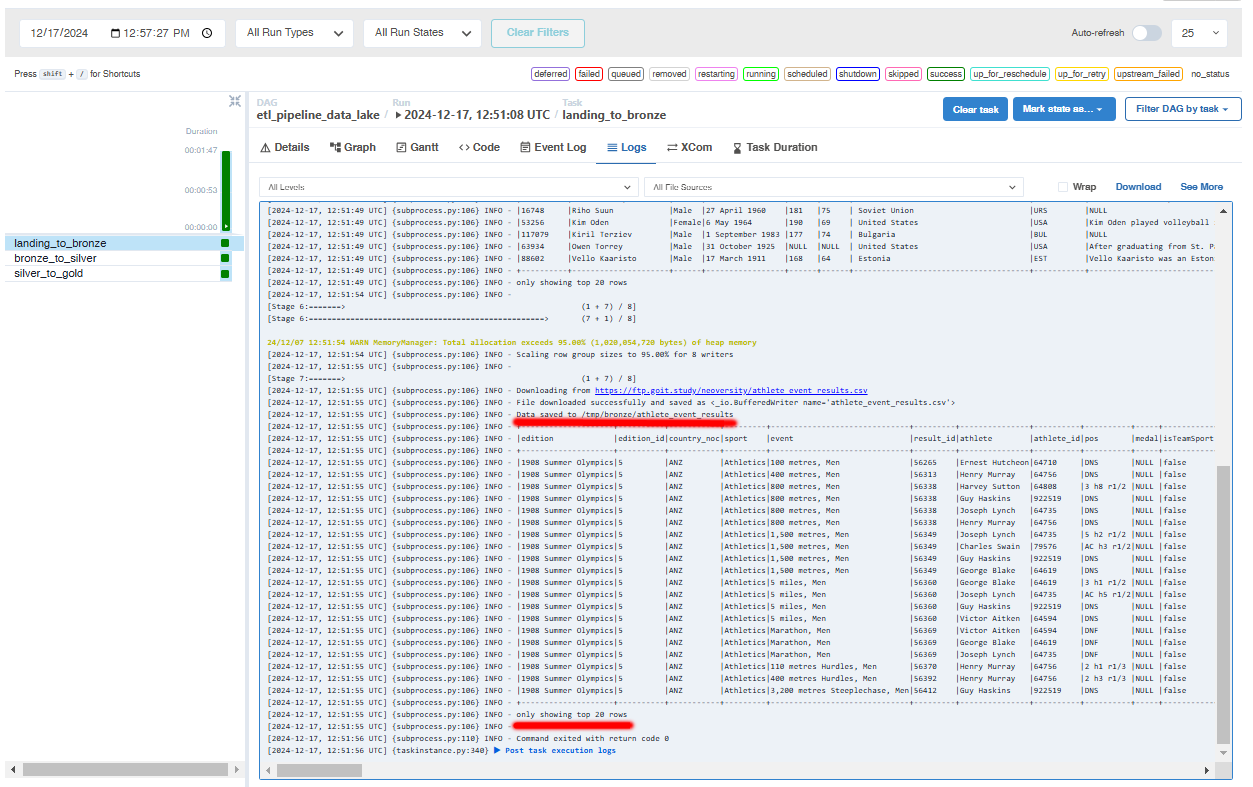 12/17/2024 12:57:27 PM All Run Types All Run States Clear Filters Auto-refresh 25
Press shift + / for Shortcuts deferred failed queued removed restarting running scheduled shutdown skipped success up_for_reschedule up_for_retry upstream_failed no_status
DAG Run Task
etl_pipeline_data_lake / 2024-12-17, 12:51:08 UTC / landing_to_bronze
Clear task Mark state as... Filter DAG by task
Duration
00:01:47
00:00:53
00:00:00
landing_to_bronze
bronze_to_silver
silver_to_gold
Details Graph Gantt Code Event Log Logs XCom Task Duration
All Levels All File Sources Wrap Download See More
[2024-12-17, 12:51:49 UTC] {subprocess.py:106} INFO - |16748 |Riho Suun |Male |27 April 1960 |181 |75 | Soviet Union |URS |NULL
[2024-12-17, 12:51:49 UTC] {subprocess.py:106} INFO - |53256 |Kim Oden |Female|6 May 1964 |190 |69 | United States |USA |Kim Oden played volleyball
[2024-12-17, 12:51:49 UTC] {subprocess.py:106} INFO - |117079 |Kiril Terziev |Male |1 September 1983 |177 |74 | Bulgaria |BUL |NULL
[2024-12-17, 12:51:49 UTC] {subprocess.py:106} INFO - |63934 |Owen Torrey |Male |31 October 1925 |NULL |NULL | United States |USA |After graduating from St. P
[2024-12-17, 12:51:49 UTC] {subprocess.py:106} INFO - |88602 |Vello Kaaristo |Male |17 March 1911 |168 |64 | Estonia |EST |Vello Kaaristo was an Eston
[2024-12-17, 12:51:49 UTC] {subprocess.py:106} INFO - +
[2024-12-17, 12:51:49 UTC] {subprocess.py:106} INFO - only showing top 20 rows
[2024-12-17, 12:51:54 UTC] {subprocess.py:106} INFO -
[Stage 6:=======> (1 + 7) / 8]
[Stage 6:==================================================> (7 + 1) / 8]
24/12/07 12:51:54 WARN MemoryManager: Total allocation exceeds 95.00% (1,020,054,720 bytes) of heap memory
[2024-12-17, 12:51:54 UTC] {subprocess.py:106} INFO - Scaling row group sizes to 95.00% for 8 writers
[2024-12-17, 12:51:55 UTC] {subprocess.py:106} INFO -
[Stage 7:=======> (1 + 7) / 8]
[2024-12-17, 12:51:55 UTC] {subprocess.py:106} INFO - Downloading from https://ftp.goit.study/neoversity/athlete_event_results.csv
[2024-12-17, 12:51:55 UTC] {subprocess.py:106} INFO - File downloaded successfully and saved as <_io.BufferedWriter name='athlete_event_results.csv'>
[2024-12-17, 12:51:55 UTC] {subprocess.py:106} INFO - Data saved to /tmp/bronze/athlete_event_results
[2024-12-17, 12:51:55 UTC] {subprocess.py:106} INFO - +
[2024-12-17, 12:51:55 UTC] {subprocess.py:106} INFO - |edition |edition_id|country_noc|sport |event |result_id|athlete |athlete_id|pos |medal|isTeamSport
[2024-12-17, 12:51:55 UTC] {subprocess.py:106} INFO - +
[2024-12-17, 12:51:55 UTC] {subprocess.py:106} INFO - |1908 Summer Olympics|5 |ANZ |Athletics|100 metres, Men |56265 |Ernest Hutcheon|64710 |DNS |NULL |false
[2024-12-17, 12:51:55 UTC] {subprocess.py:106} INFO - |1908 Summer Olympics|5 |ANZ |Athletics|400 metres, Men |56313 |Henry Murray |64756 |DNS |NULL |false
[2024-12-17, 12:51:55 UTC] {subprocess.py:106} INFO - |1908 Summer Olympics|5 |ANZ |Athletics|800 metres, Men |56338 |Harvey Sutton |64808 |3 h8 r1/2 |NULL |false
[2024-12-17, 12:51:55 UTC] {subprocess.py:106} INFO - |1908 Summer Olympics|5 |ANZ |Athletics|800 metres, Men |56338 |Guy Haskins |922519 |DNS |NULL |false
[2024-12-17, 12:51:55 UTC] {subprocess.py:106} INFO - |1908 Summer Olympics|5 |ANZ |Athletics|800 metres, Men |56338 |Joseph Lynch |64735 |DNS |NULL |false
[2024-12-17, 12:51:55 UTC] {subprocess.py:106} INFO - |1908 Summer Olympics|5 |ANZ |Athletics|800 metres, Men |56338 |Henry Murray |64756 |DNS |NULL |false
[2024-12-17, 12:51:55 UTC] {subprocess.py:106} INFO - |1908 Summer Olympics|5 |ANZ |Athletics|1,500 metres, Men |56349 |Joseph Lynch |64735 |5 h2 r1/2 |NULL |false
[2024-12-17, 12:51:55 UTC] {subprocess.py:106} INFO - |1908 Summer Olympics|5 |ANZ |Athletics|1,500 metres, Men |56349 |Charles Swain |79576 |AC h3 r1/2|NULL |false
[2024-12-17, 12:51:55 UTC] {subprocess.py:106} INFO - |1908 Summer Olympics|5 |ANZ |Athletics|1,500 metres, Men |56349 |Guy Haskins |922519 |DNS |NULL |false
[2024-12-17, 12:51:55 UTC] {subprocess.py:106} INFO - |1908 Summer Olympics|5 |ANZ |Athletics|1,500 metres, Men |56349 |George Blake |64619 |DNS |NULL |false
[2024-12-17, 12:51:55 UTC] {subprocess.py:106} INFO - |1908 Summer Olympics|5 |ANZ |Athletics|5 miles, Men |56360 |George Blake |64619 |3 h1 r1/2 |NULL |false
[2024-12-17, 12:51:55 UTC] {subprocess.py:106} INFO - |1908 Summer Olympics|5 |ANZ |Athletics|5 miles, Men |56360 |Joseph Lynch |64735 |AC h5 r1/2|NULL |false
[2024-12-17, 12:51:55 UTC] {subprocess.py:106} INFO - |1908 Summer Olympics|5 |ANZ |Athletics|5 miles, Men |56360 |Guy Haskins |922519 |DNS |NULL |false
[2024-12-17, 12:51:55 UTC] {subprocess.py:106} INFO - |1908 Summer Olympics|5 |ANZ |Athletics|5 miles, Men |56360 |Victor Aitken |64594 |DNS |NULL |false
[2024-12-17, 12:51:55 UTC] {subprocess.py:106} INFO - |1908 Summer Olympics|5 |ANZ |Athletics|Marathon, Men |56369 |Victor Aitken |64594 |DNF |NULL |false
[2024-12-17, 12:51:55 UTC] {subprocess.py:106} INFO - |1908 Summer Olympics|5 |ANZ |Athletics|Marathon, Men |56369 |George Blake |64619 |DNF |NULL |false
[2024-12-17, 12:51:55 UTC] {subprocess.py:106} INFO - |1908 Summer Olympics|5 |ANZ |Athletics|Marathon, Men |56369 |Joseph Lynch |64735 |DNF |NULL |false
[2024-12-17, 12:51:55 UTC] {subprocess.py:106} INFO - |1908 Summer Olympics|5 |ANZ |Athletics|110 metres Hurdles, Men |56370 |Henry Murray |64756 |2 h1 r1/3 |NULL |false
[2024-12-17, 12:51:55 UTC] {subprocess.py:106} INFO - |1908 Summer Olympics|5 |ANZ |Athletics|400 metres Hurdles, Men |56392 |Henry Murray |64756 |2 h3 r1/3 |NULL |false
[2024-12-17, 12:51:55 UTC] {subprocess.py:106} INFO - |1908 Summer Olympics|5 |ANZ |Athletics|3,200 metres Steeplechase, Men|56412 |Guy Haskins |922519 |DNS |NULL |false
[2024-12-17, 12:51:55 UTC] {subprocess.py:106} INFO - +
[2024-12-17, 12:51:55 UTC] {subprocess.py:106} INFO - only showing top 20 rows
[2024-12-17, 12:51:55 UTC] {subprocess.py:106} INFO -
[2024-12-17, 12:51:56 UTC] {subprocess.py:110} INFO - Command exited with return code 0
[2024-12-17, 12:51:56 UTC] {taskinstance.py:340} ▶ Post task execution logs